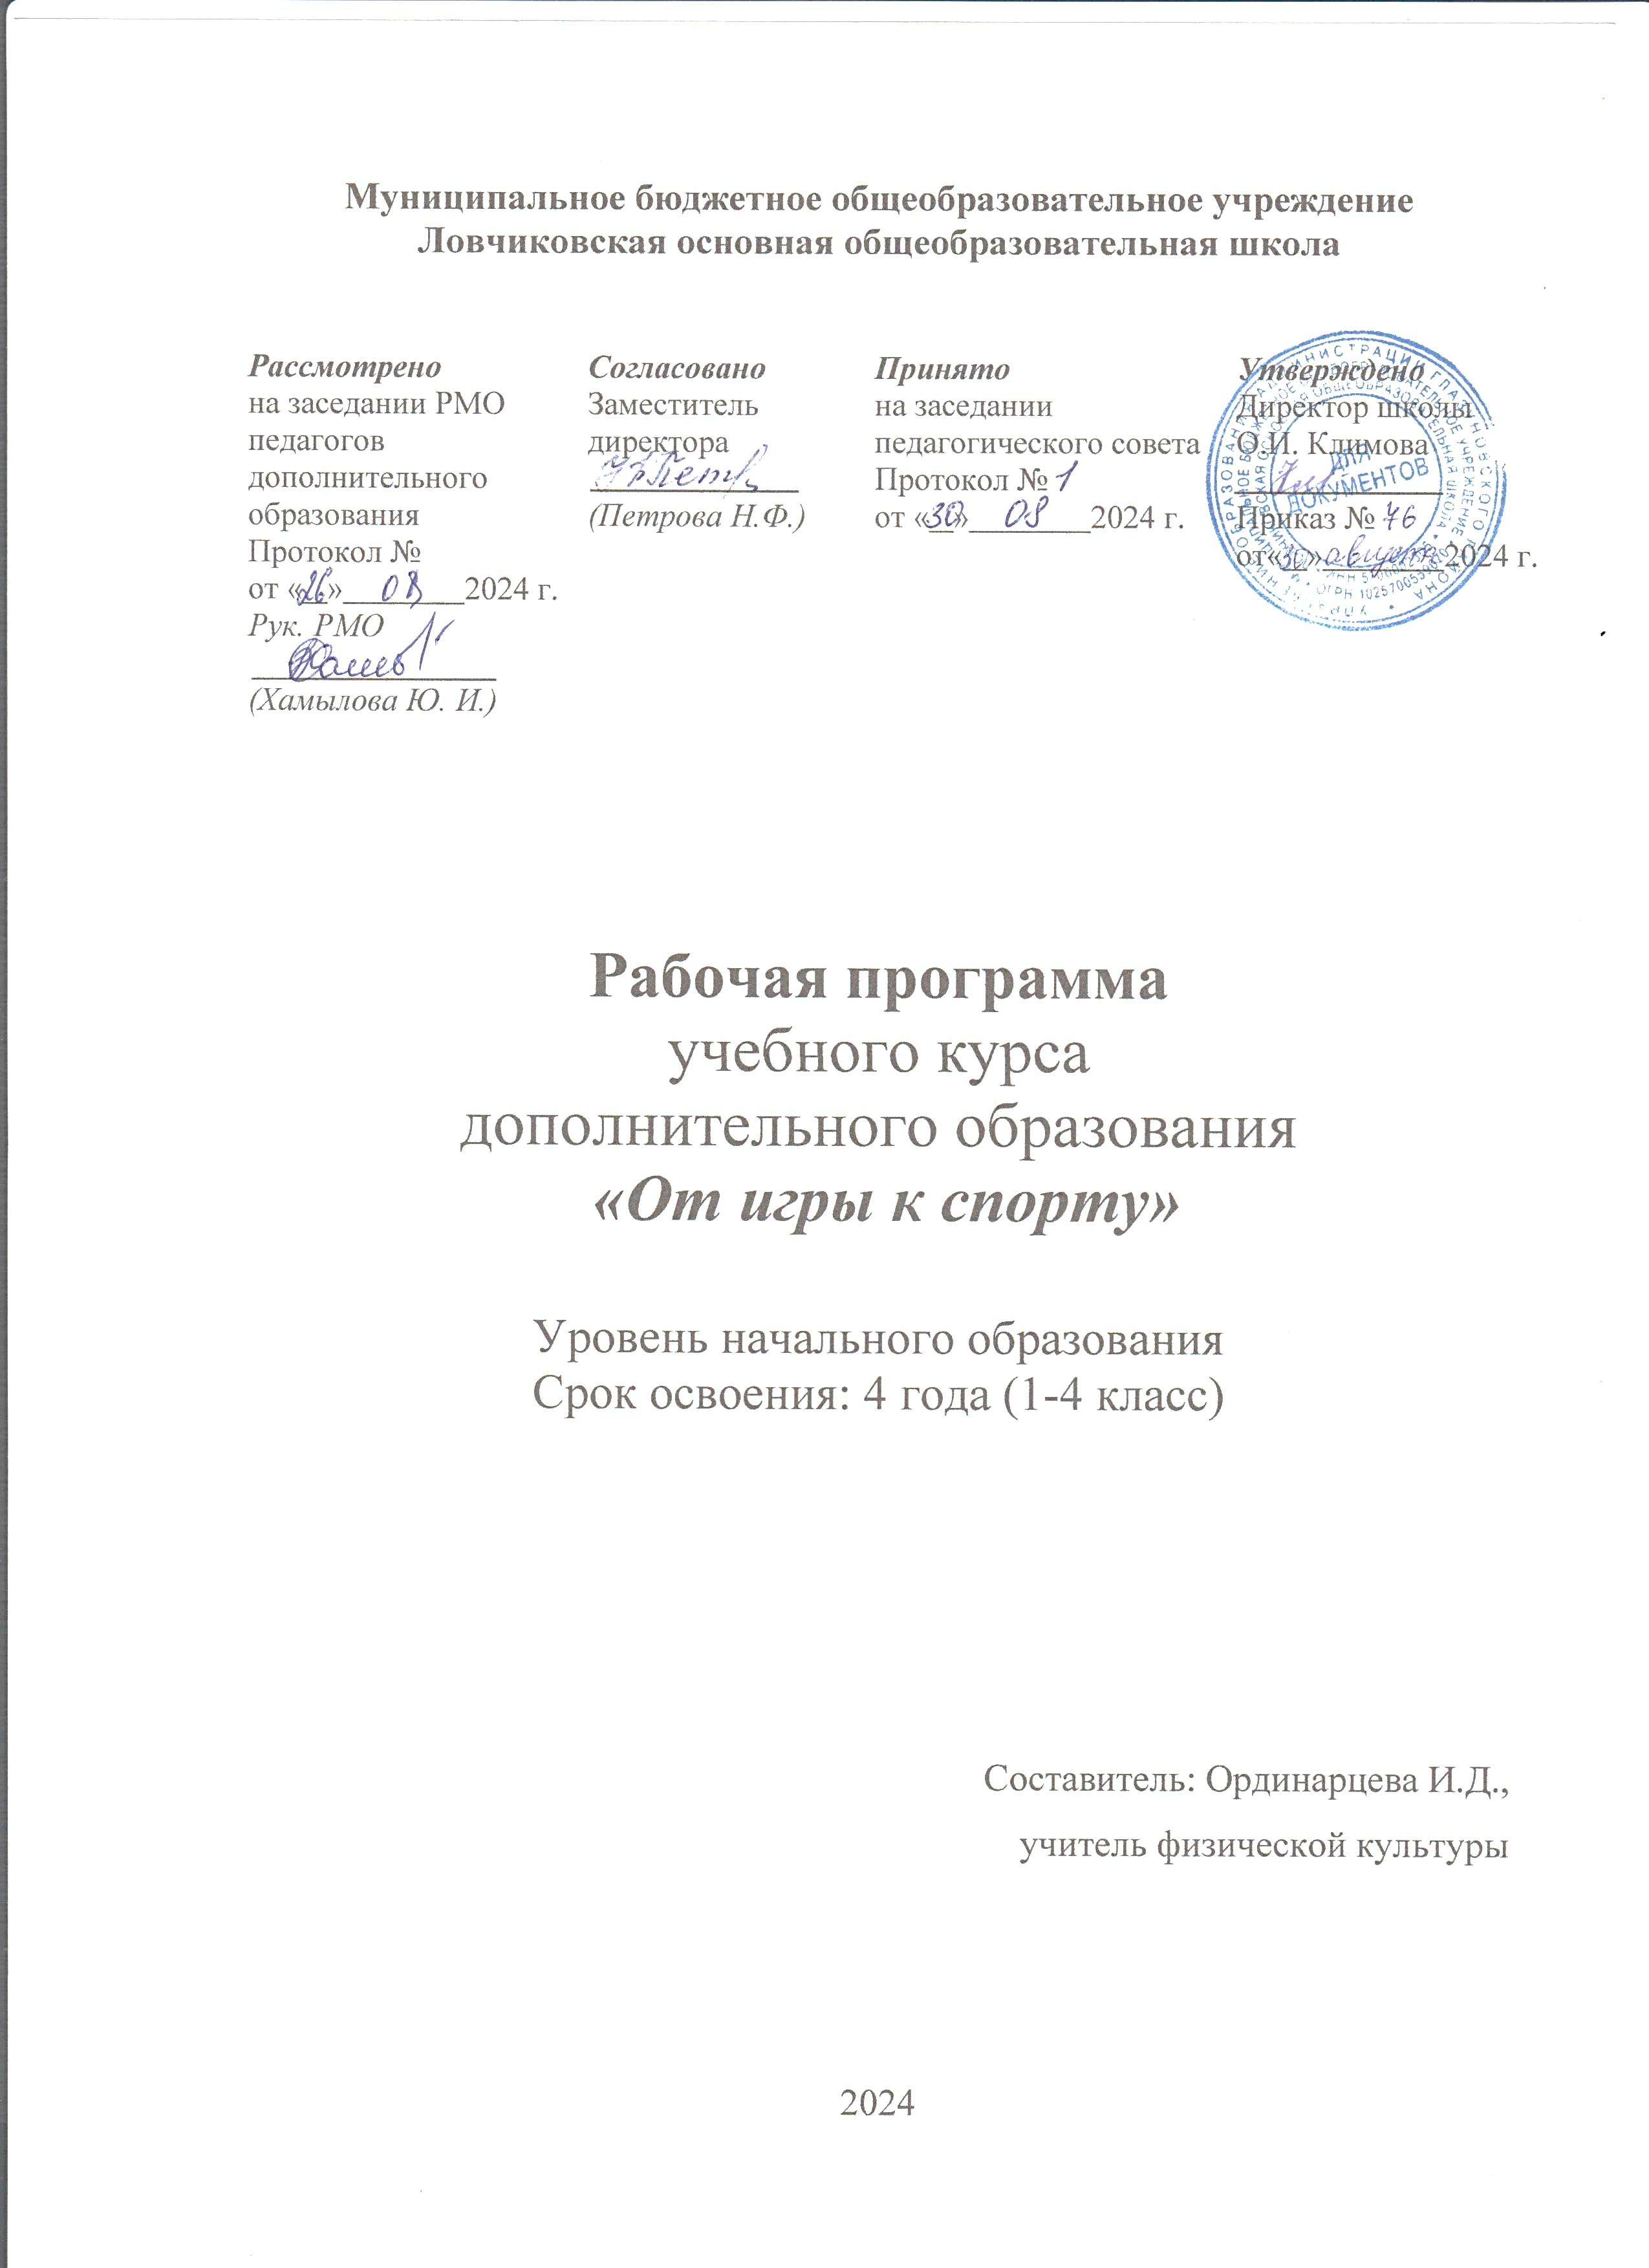 Муниципальное бюджетное общеобразовательное учреждение
Ловчиковская основная общеобразовательная школа
Рассмотрено
на заседании РМО
педагогов
дополнительного
образования
Протокол №
от «26» 08 2024 г.
Рук. РМО
(Хамылова Ю. И.)
Согласовано
Заместитель
директора
(Петрова Н.Ф.)
Принято
на заседании
педагогического совета
Протокол № 1
от «30» 08 2024 г.
Утверждено
Директор школы
О.И. Климова
Приказ № 76
от «30» августа 2024 г.
ДЛЯ
ДОКУМЕНТОВ
Рабочая программа
учебного курса
дополнительного образования
«От игры к спорту»
Уровень начального образования
Срок освоения: 4 года (1-4 класс)
Составитель: Ординарцева И.Д.,
учитель физической культуры
2024